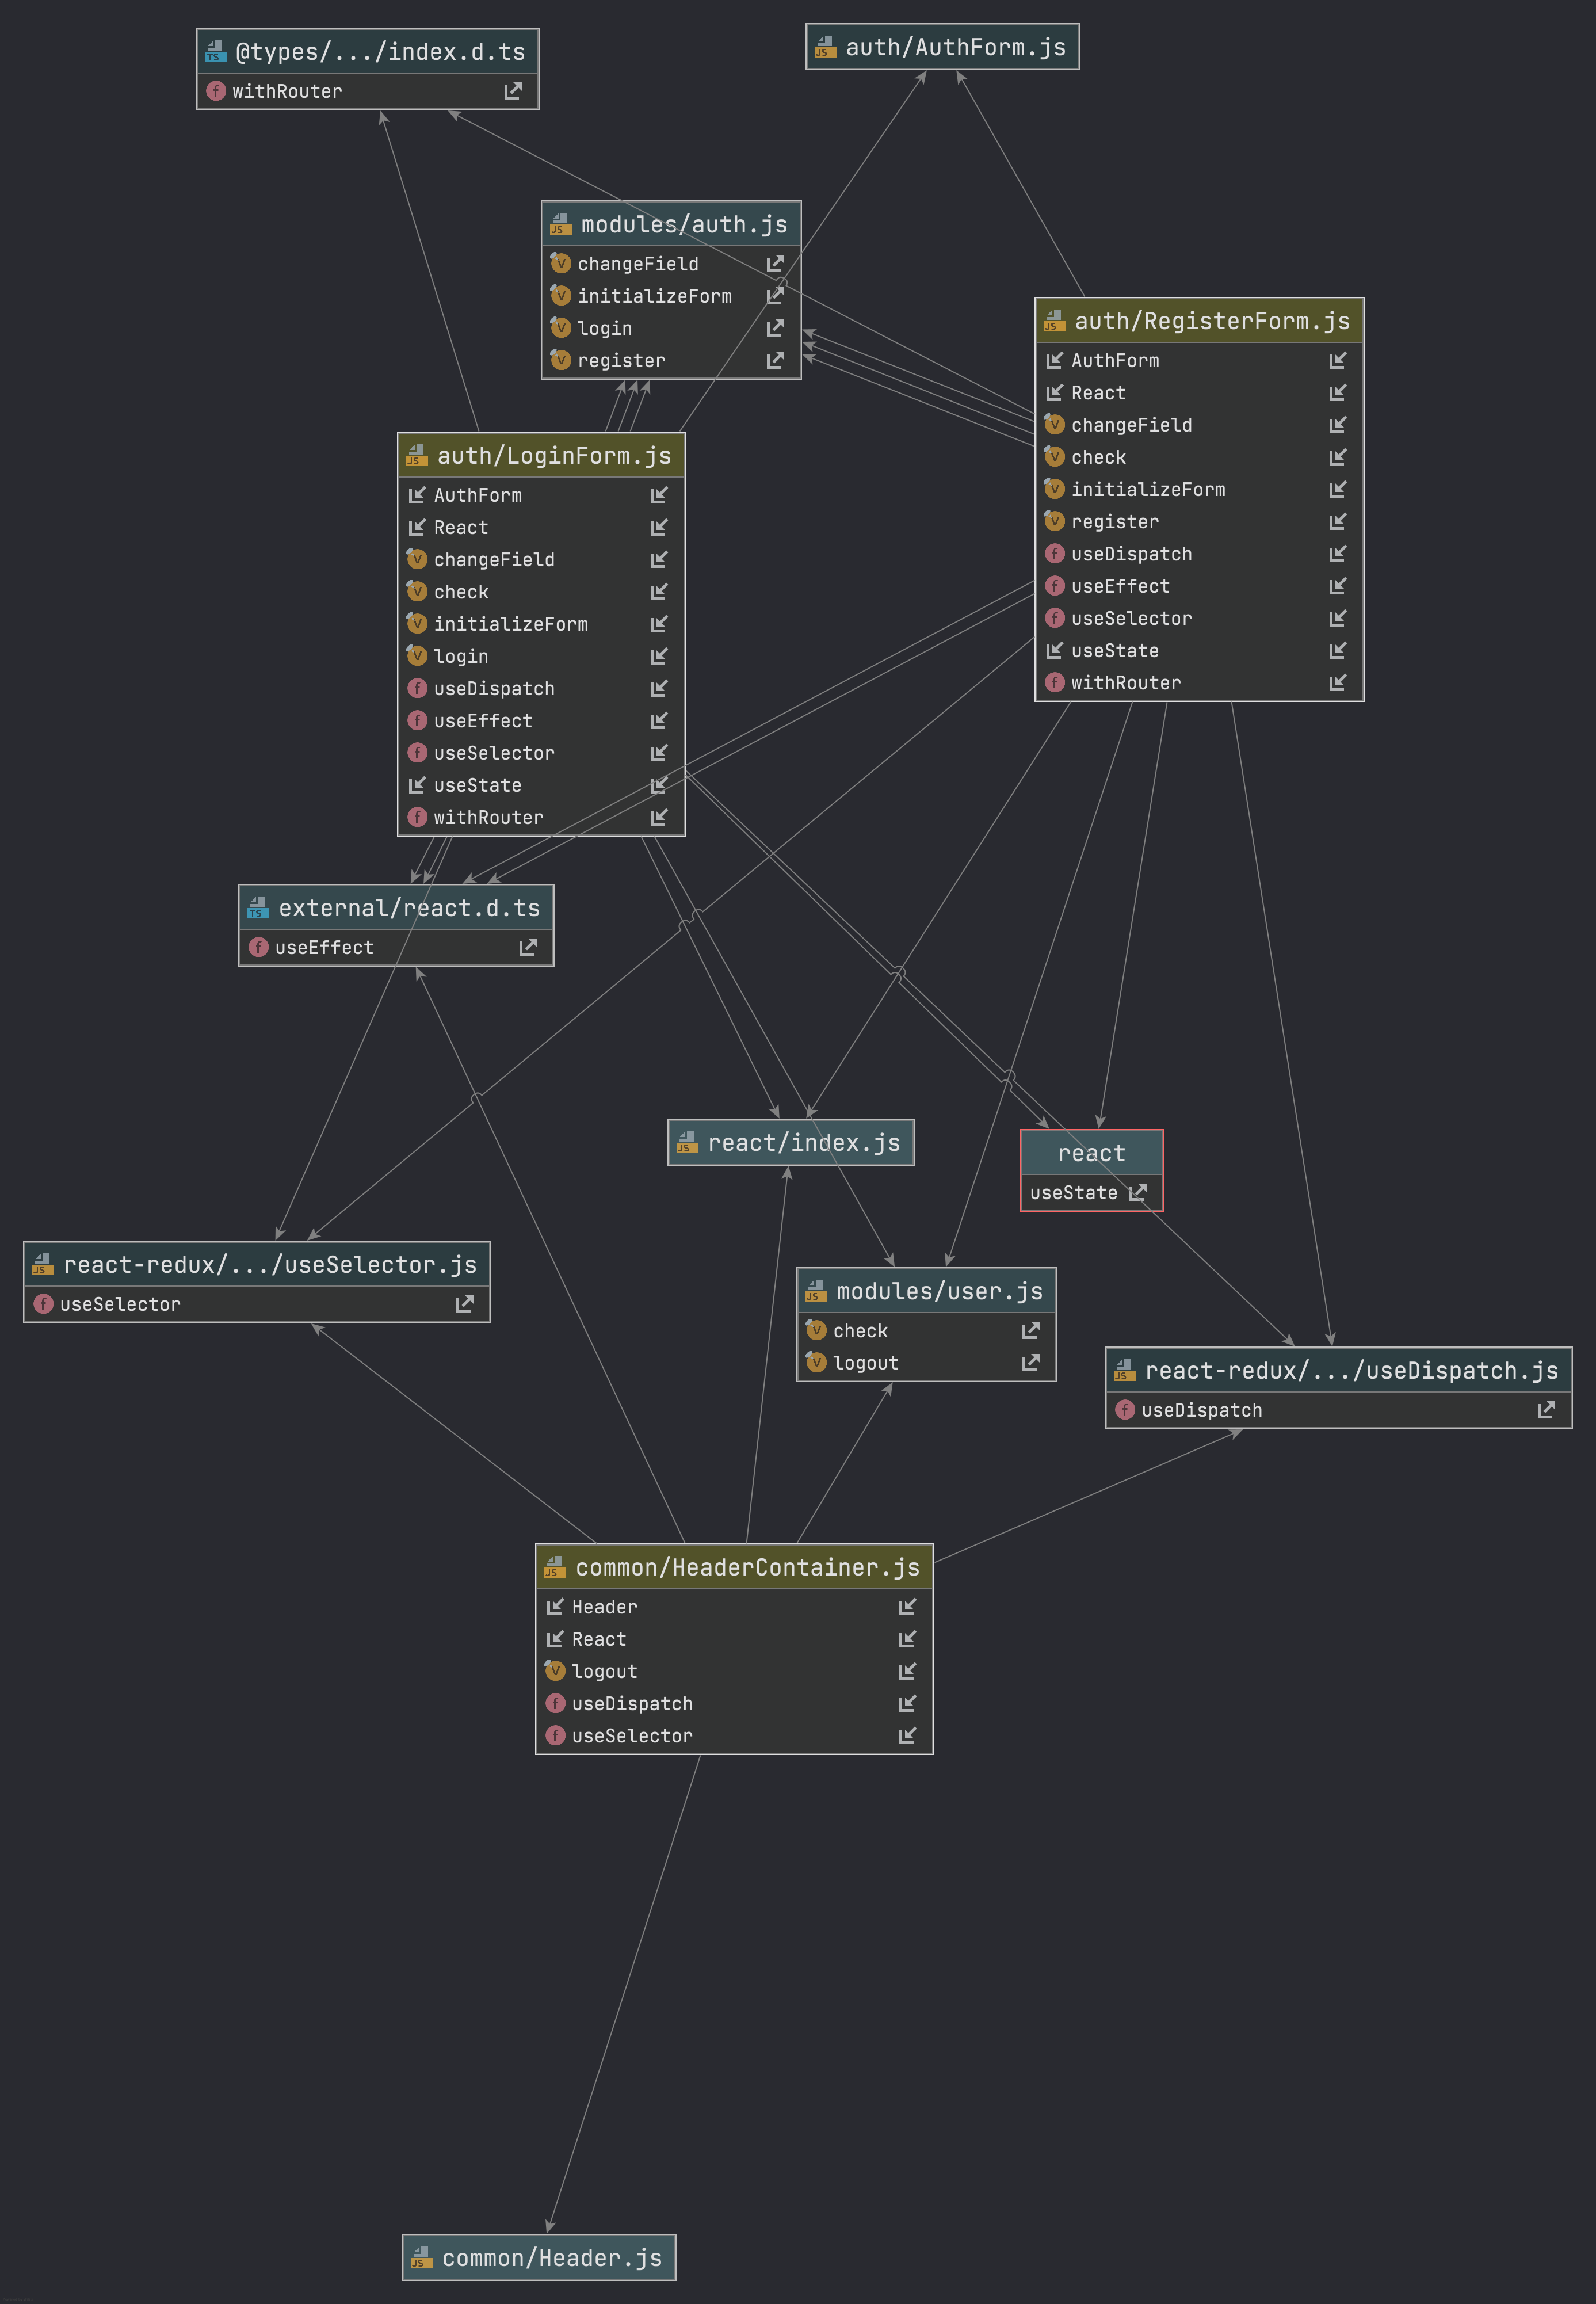 @types/.../index.d.ts
withRouter
auth/AuthForm.js
modules/auth.js
changeField
initializeForm
login
register
auth/RegisterForm.js
AuthForm
React
changeField
check
initializeForm
register
useDispatch
useEffect
useSelector
useState
withRouter
auth/LoginForm.js
AuthForm
React
changeField
check
initializeForm
login
useDispatch
useEffect
useSelector
useState
withRouter
external/react.d.ts
useEffect
react/index.js
react
useState
react-redux/.../useSelector.js
useSelector
modules/user.js
check
logout
react-redux/.../useDispatch.js
useDispatch
common/HeaderContainer.js
Header
React
logout
useDispatch
useSelector
common/Header.js